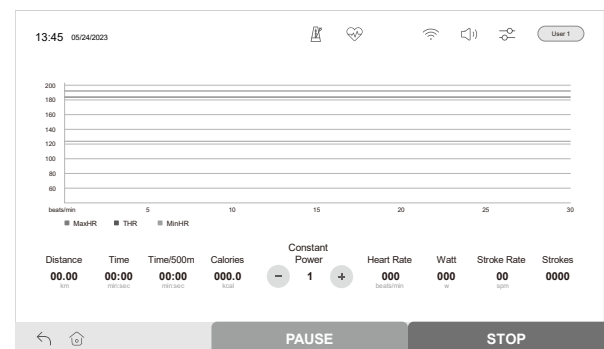 13:45 05/24/2023 User 1
200
180
160
140
120
100
80
60
beats/min 5 10 15 20 25 30
MaxHR THR MinHR
Constant
Distance Time Time/500m Calories Power Heart Rate Watt Stroke Rate Strokes
00.00 00:00 00:00 000.0 − 1 + 000 000 00 0000
km min:sec min:sec kcal beats/min w spm
PAUSE STOP